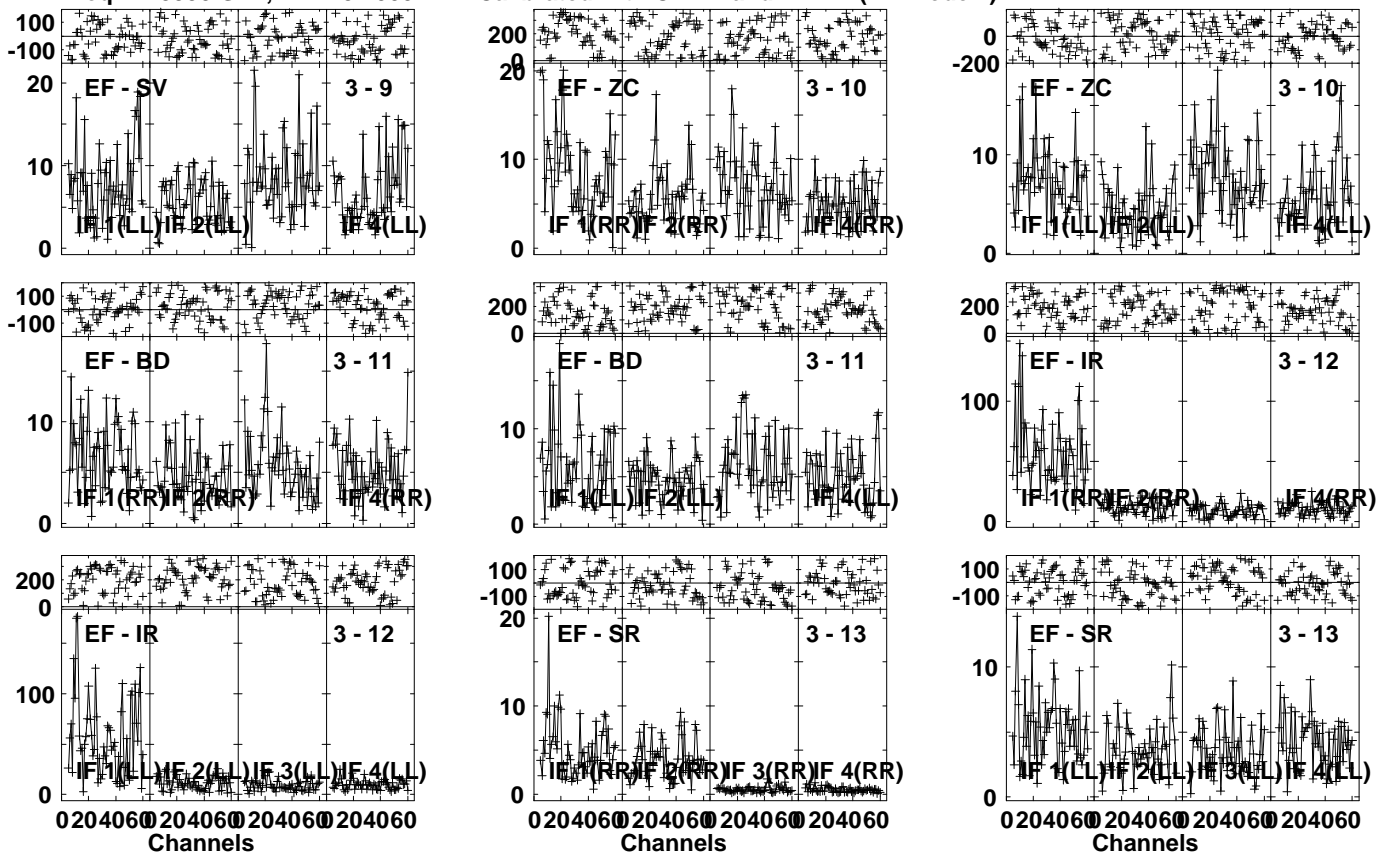 100 200 0
-100 0 -200
20 EF - SV 3 - 9 20 EF - ZC 3 - 10 EF - ZC 3 - 10
10 10 10
IF 1(LL) IF 2(LL) IF 4(LL) IF 1(RR) IF 2(RR) IF 4(RR) IF 1(LL) IF 2(LL) IF 4(LL)
0 0 0
100 200 200
-100 0 0
EF - BD 3 - 11 EF - BD 3 - 11 EF - IR 3 - 12
10 10 100
IF 1(RR) IF 2(RR) IF 4(RR) IF 1(LL) IF 2(LL) IF 4(LL) IF 1(RR) IF 2(RR) IF 4(RR)
0 0 0
200 100 100
0 -100 -100
EF - IR 3 - 12 20 EF - SR 3 - 13 EF - SR 3 - 13
100 10 10
IF 1(LL) IF 2(LL) IF 3(LL) IF 4(LL) IF 1(RR) IF 2(RR) IF 3(RR) IF 4(RR) IF 1(LL) IF 2(LL) IF 3(LL) IF 4(LL)
0 0 0
0 20 40 60 0 20 40 60 0 20 40 60 0 20 40 60 0 20 40 60 0 20 40 60 0 20 40 60 0 20 40 60 0 20 40 60 0 20 40 60 0 20 40 60 0 20 40 60
Channels Channels Channels